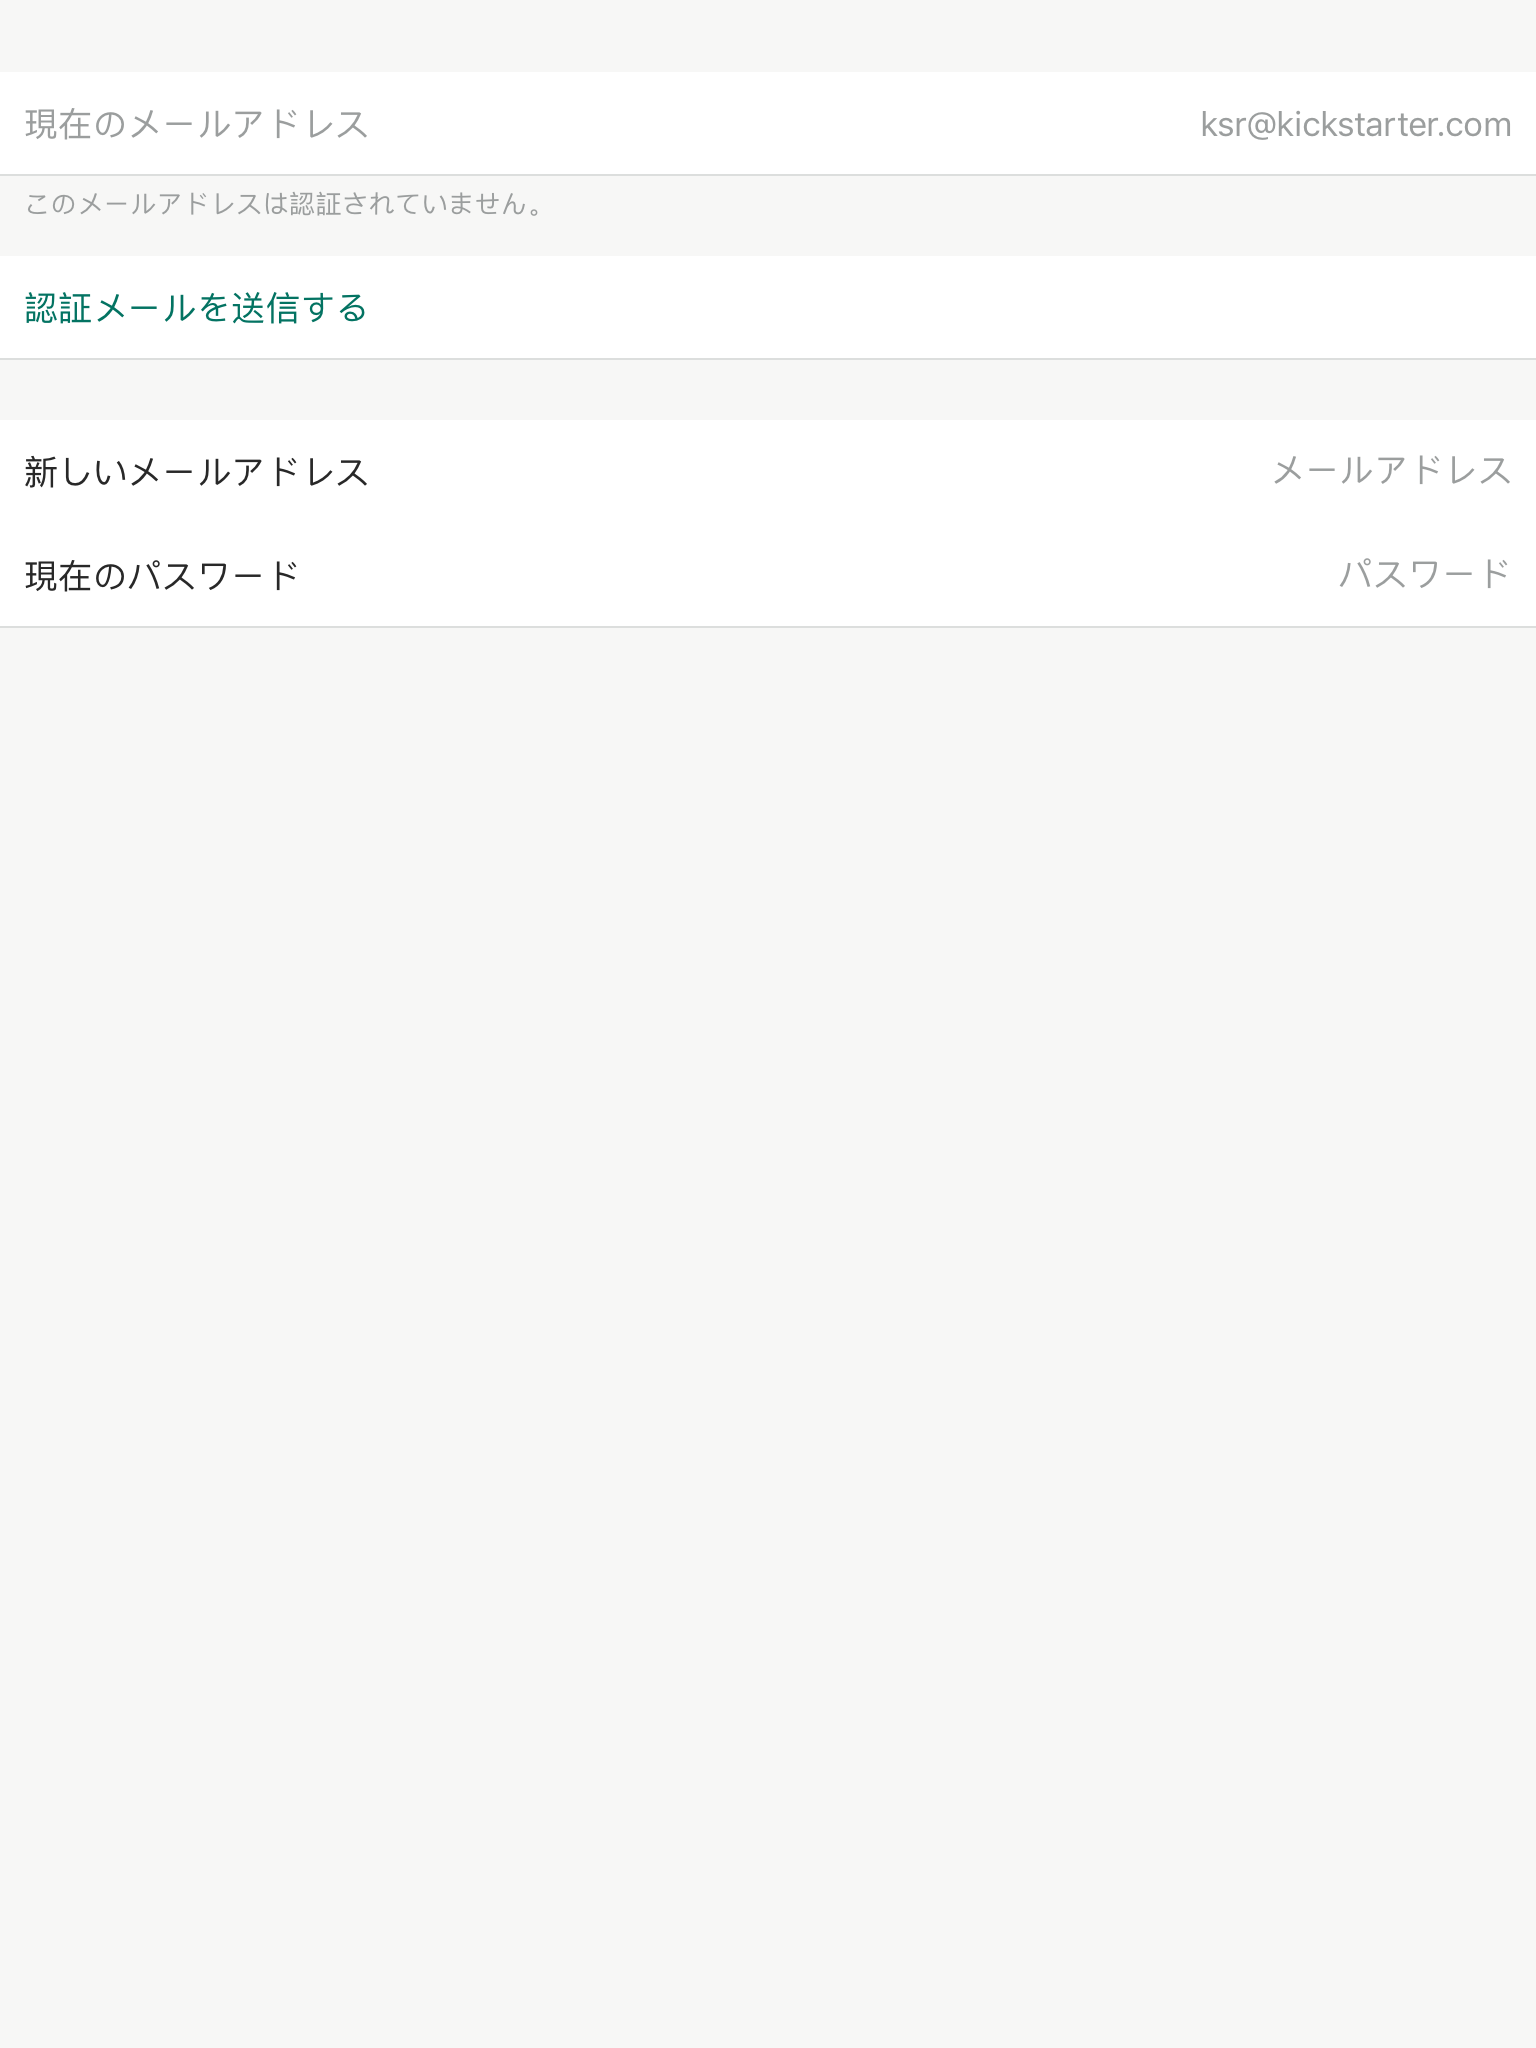 現在のメールアドレス ksr@kickstarter.com
このメールアドレスは認証されていません。
認証メールを送信する
新しいメールアドレス メールアドレス
現在のパスワード パスワード